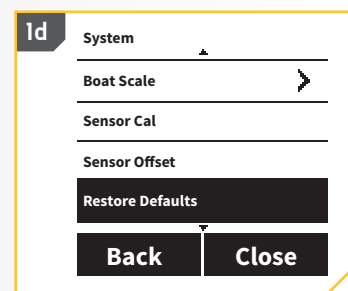 1d
System
Boat Scale
Sensor Cal
Sensor Offset
Restore Defaults
Back Close